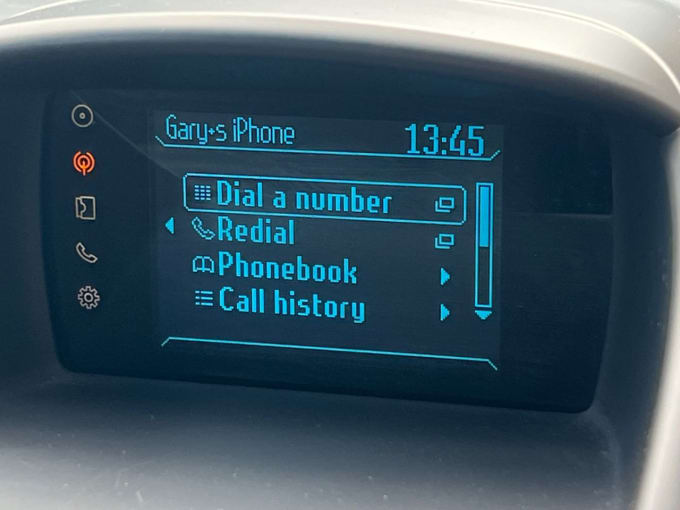 Gary+s iPhone 13:45
Dial a number
Redial
Phonebook
Call history